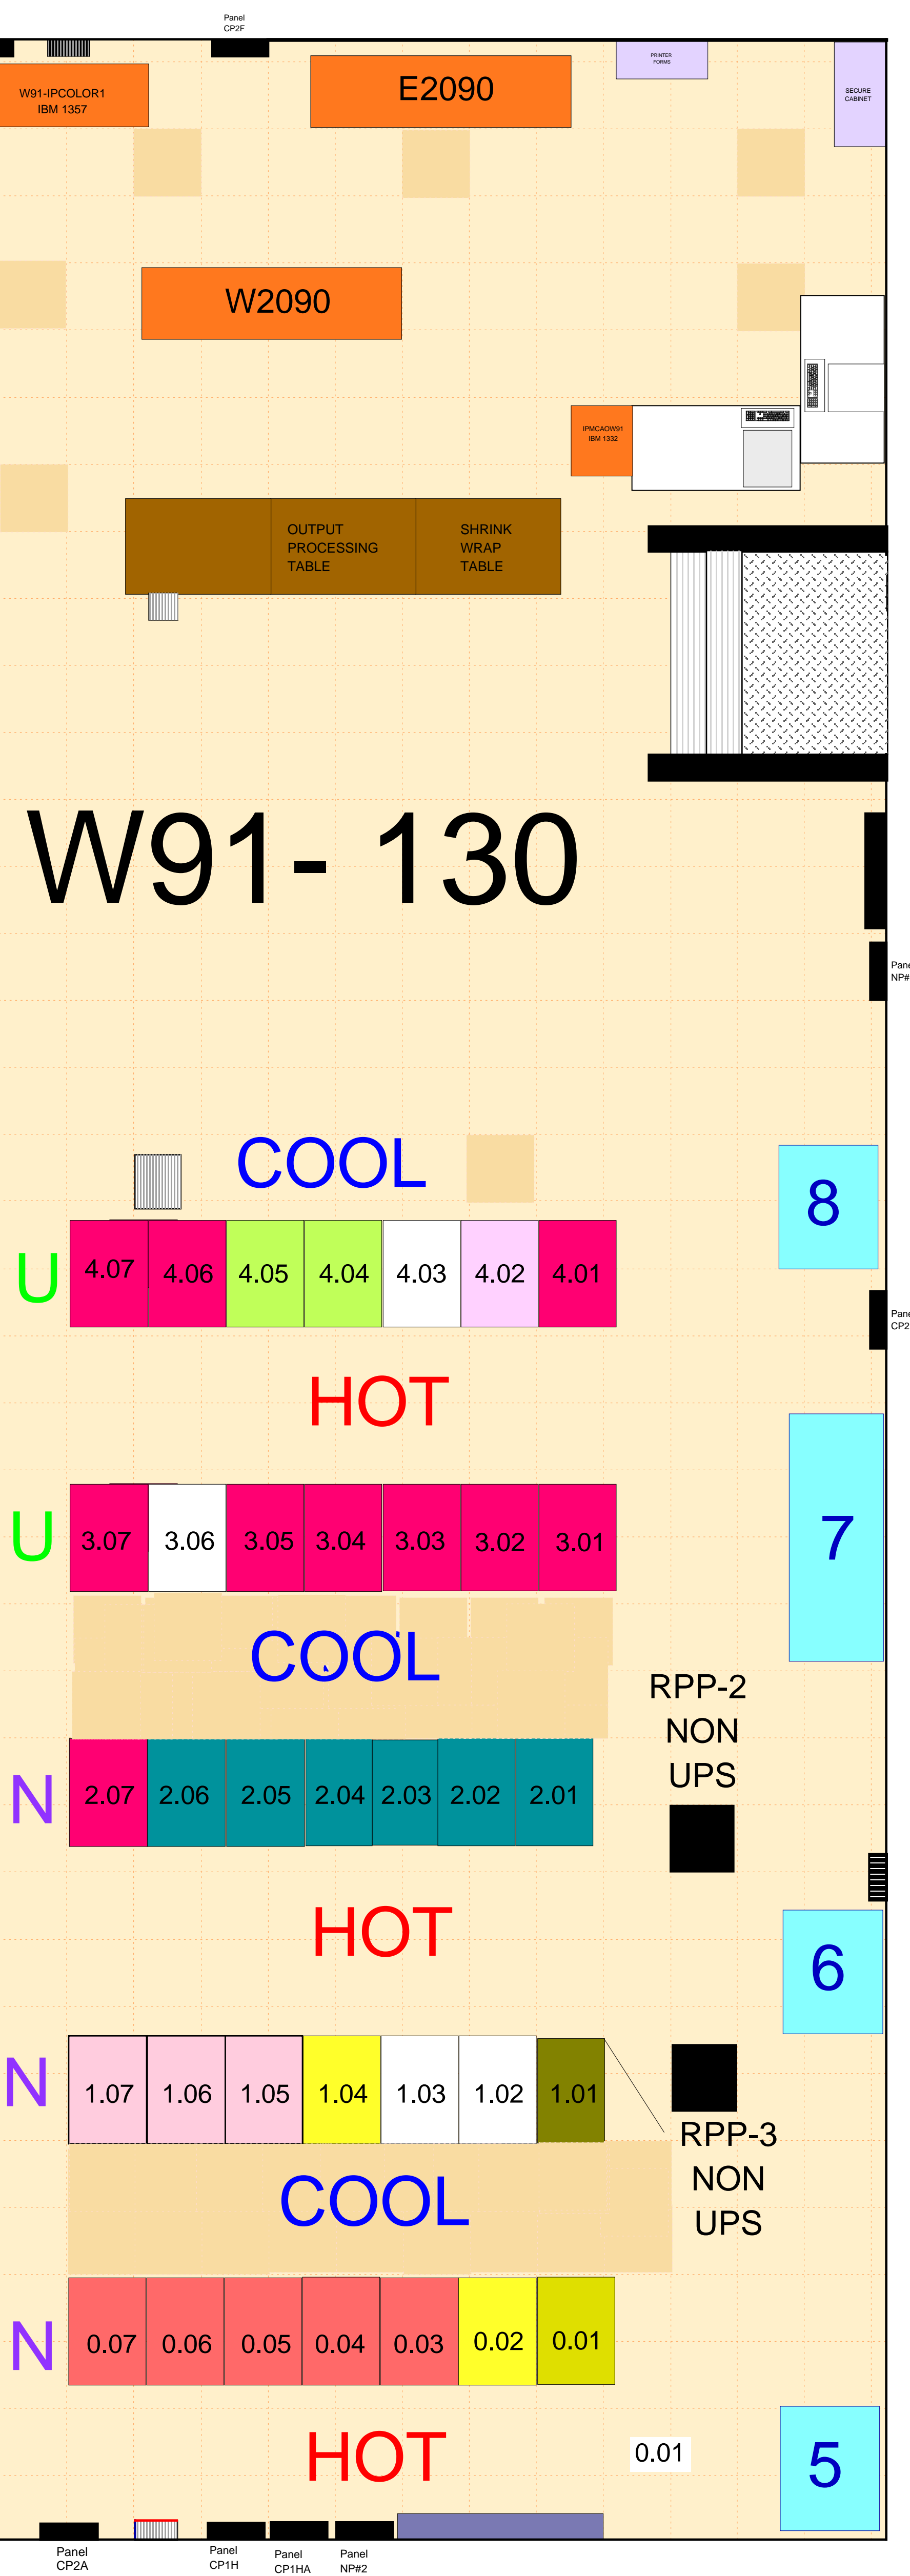 Panel
CP2F
W91-IPCOLOR1
IBM 1357
E2090
PRINTER
FORMS
SECURE
CABINET
W2090
IPMCAOW91
IBM 1332
OUTPUT
PROCESSING
TABLE
SHRINK
WRAP
TABLE
W91- 130
Pane
NP#
COOL
8
U
4.07 4.06 4.05 4.04 4.03 4.02 4.01
Pane
CP2
HOT
U
3.07 3.06 3.05 3.04 3.03 3.02 3.01
7
COOL
RPP-2
NON
UPS
N
2.07 2.06 2.05 2.04 2.03 2.02 2.01
HOT
6
N
1.07 1.06 1.05 1.04 1.03 1.02 1.01
RPP-3
NON
UPS
COOL
N
0.07 0.06 0.05 0.04 0.03 0.02 0.01
HOT
0.01
5
Panel
CP2A
Panel
CP1H
Panel
CP1HA
Panel
NP#2